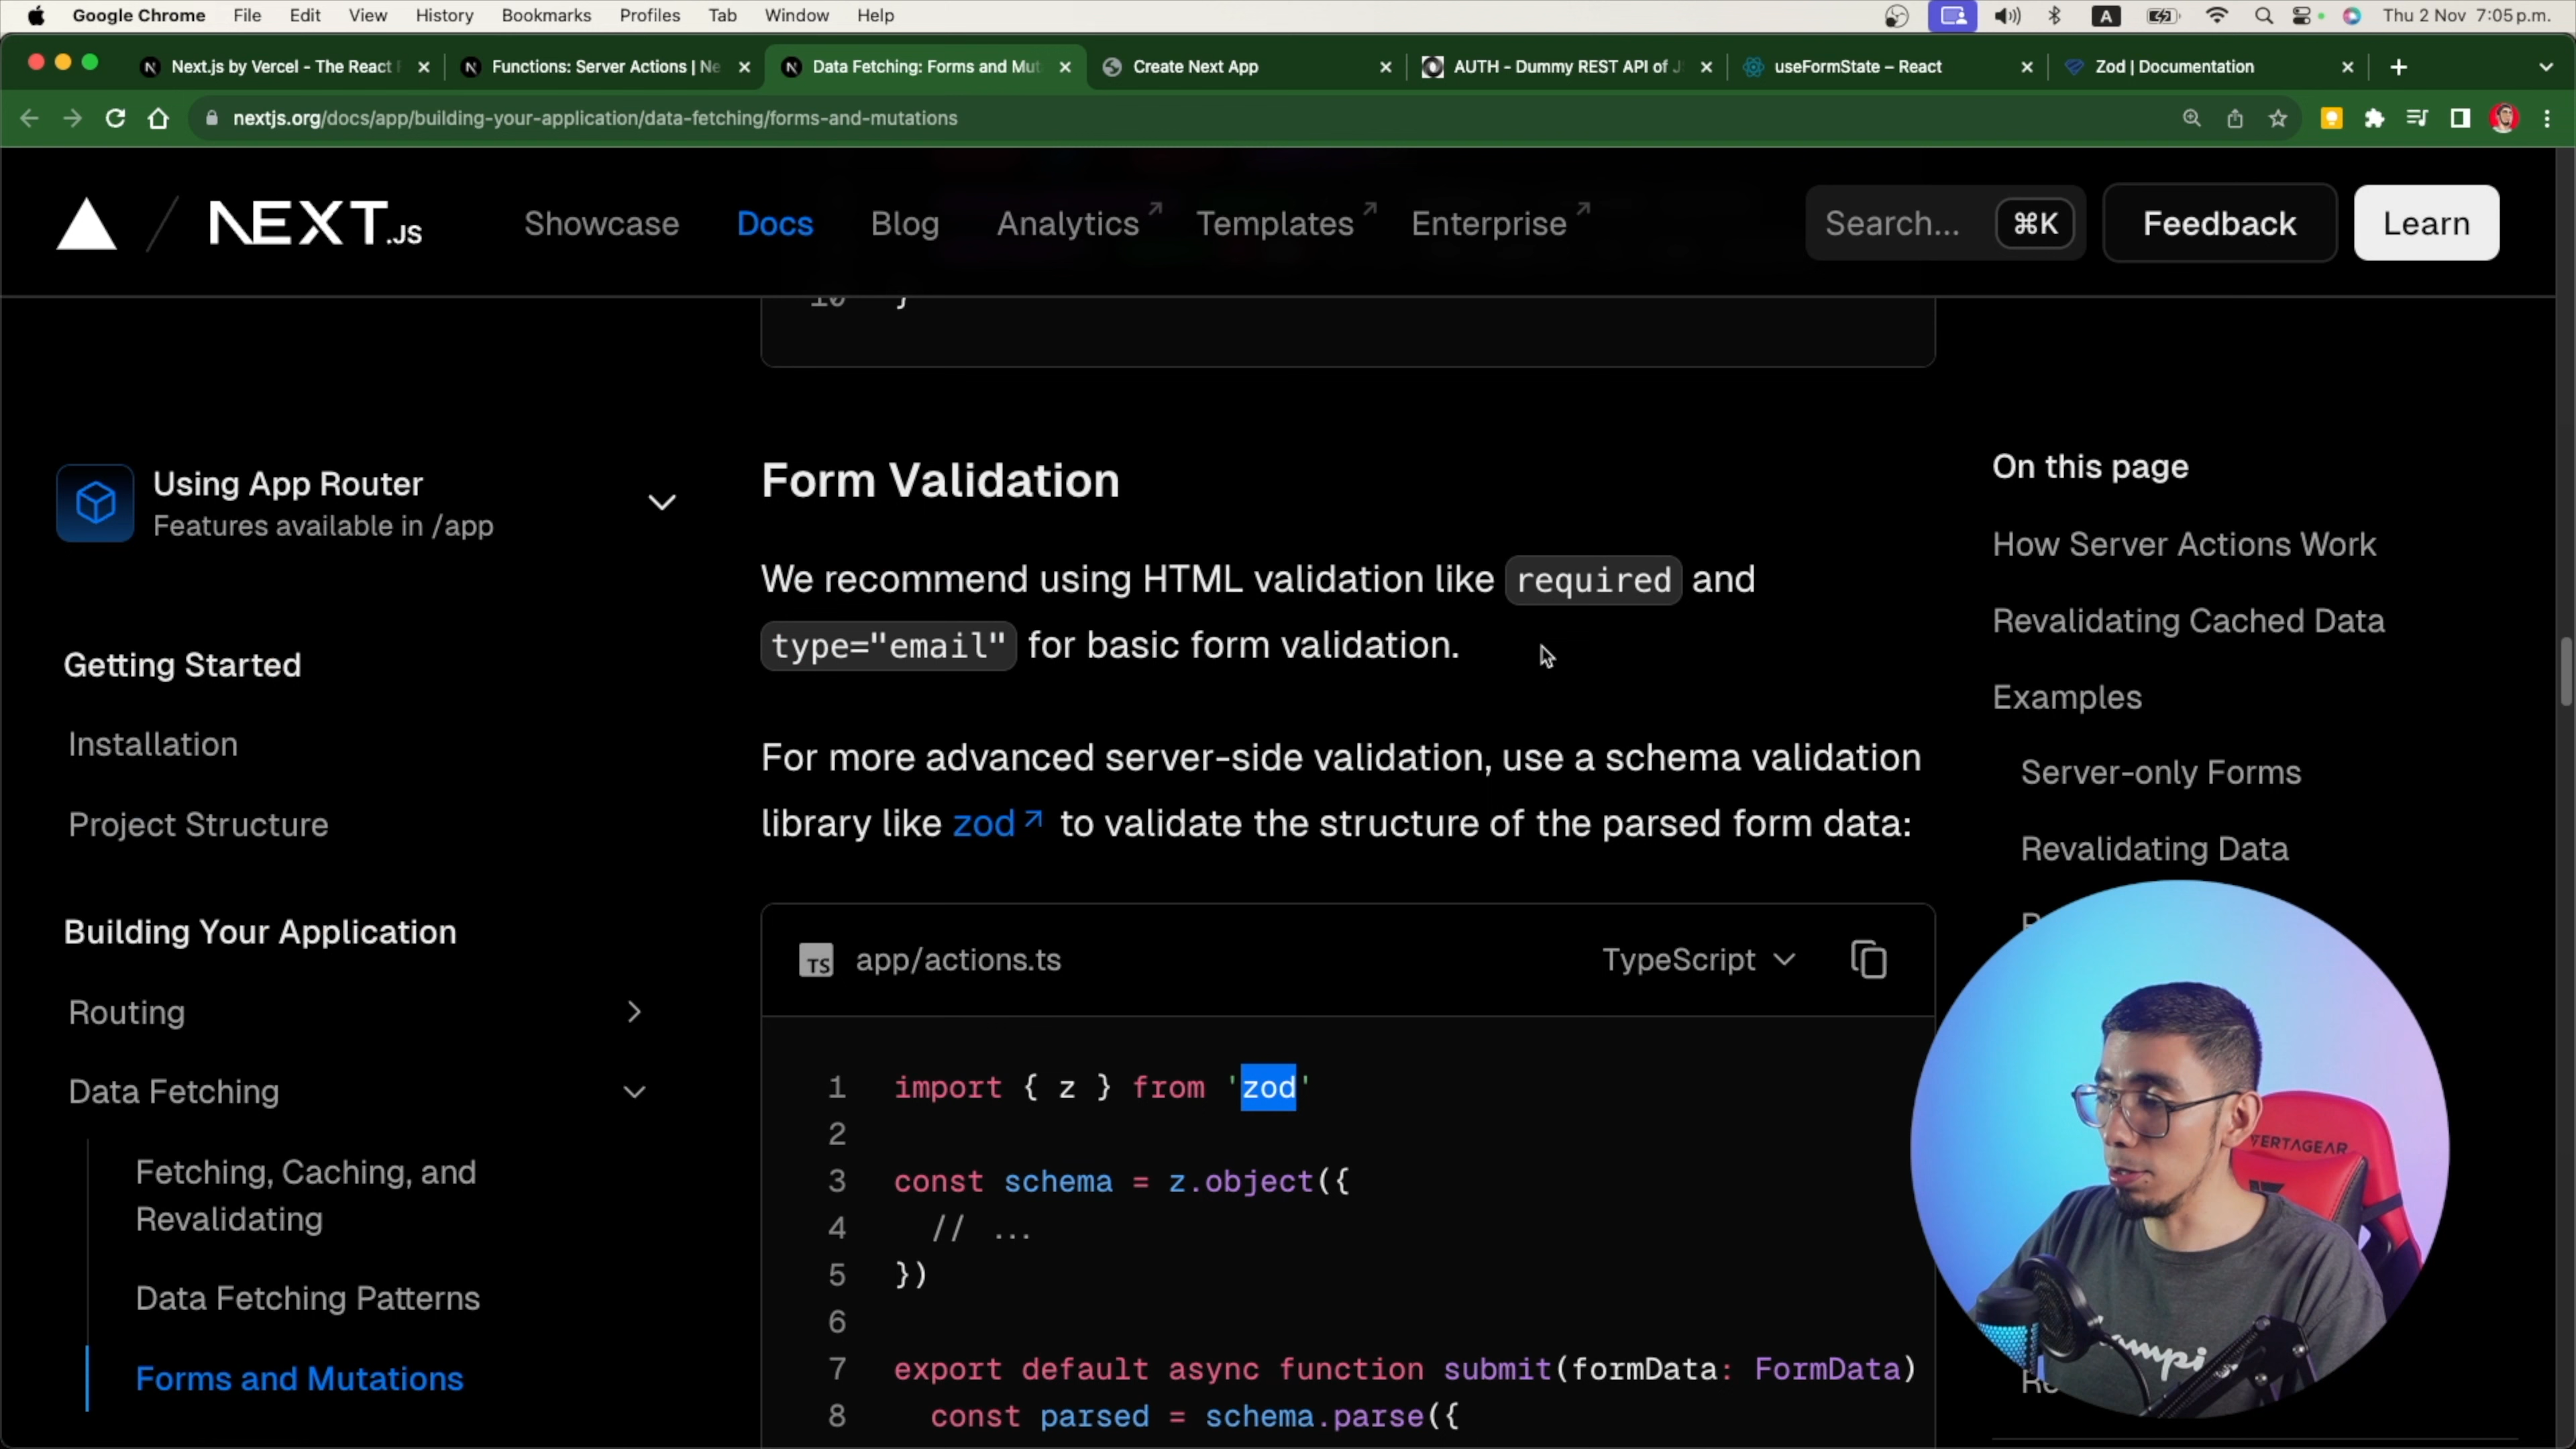 Google Chrome File Edit View History Bookmarks Profiles Tab Window Help A Thu 2 Nov 7:05 p.m.
Next.js by Vercel - The React Functions: Server Actions | Ne Data Fetching: Forms and Mut Create Next App AUTH - Dummy REST API of J useFormState – React Zod | Documentation
nextjs.org/docs/app/building-your-application/data-fetching/forms-and-mutations
NEXT.JS Showcase Docs Blog Analytics Templates Enterprise Search... ⌘K Feedback Learn
10 }
Using App Router
Features available in /app
Getting Started
Installation
Project Structure
Building Your Application
Routing
Data Fetching
Fetching, Caching, and
Revalidating
Data Fetching Patterns
Forms and Mutations
Form Validation
We recommend using HTML validation like required and
type="email" for basic form validation.
For more advanced server-side validation, use a schema validation
library like zod to validate the structure of the parsed form data:
TS app/actions.ts TypeScript
1 import { z } from 'zod'
2
3 const schema = z.object({
4 // ...
5 })
6
7 export default async function submit(formData: FormData)
8 const parsed = schema.parse({
On this page
How Server Actions Work
Revalidating Cached Data
Examples
Server-only Forms
Revalidating Data
VERTAGEAR